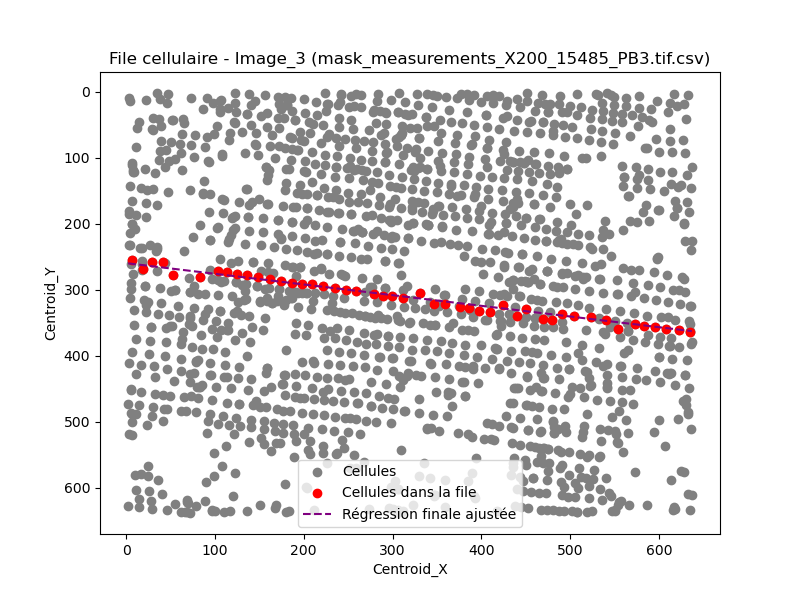 File cellulaire - Image_3 (mask_measurements_X200_15485_PB3.tif.csv)
0
100
200
300
400
500
600
Centroid_Y
Cellules
Cellules dans la file
Régression finale ajustée
0 100 200 300 400 500 600
Centroid_X